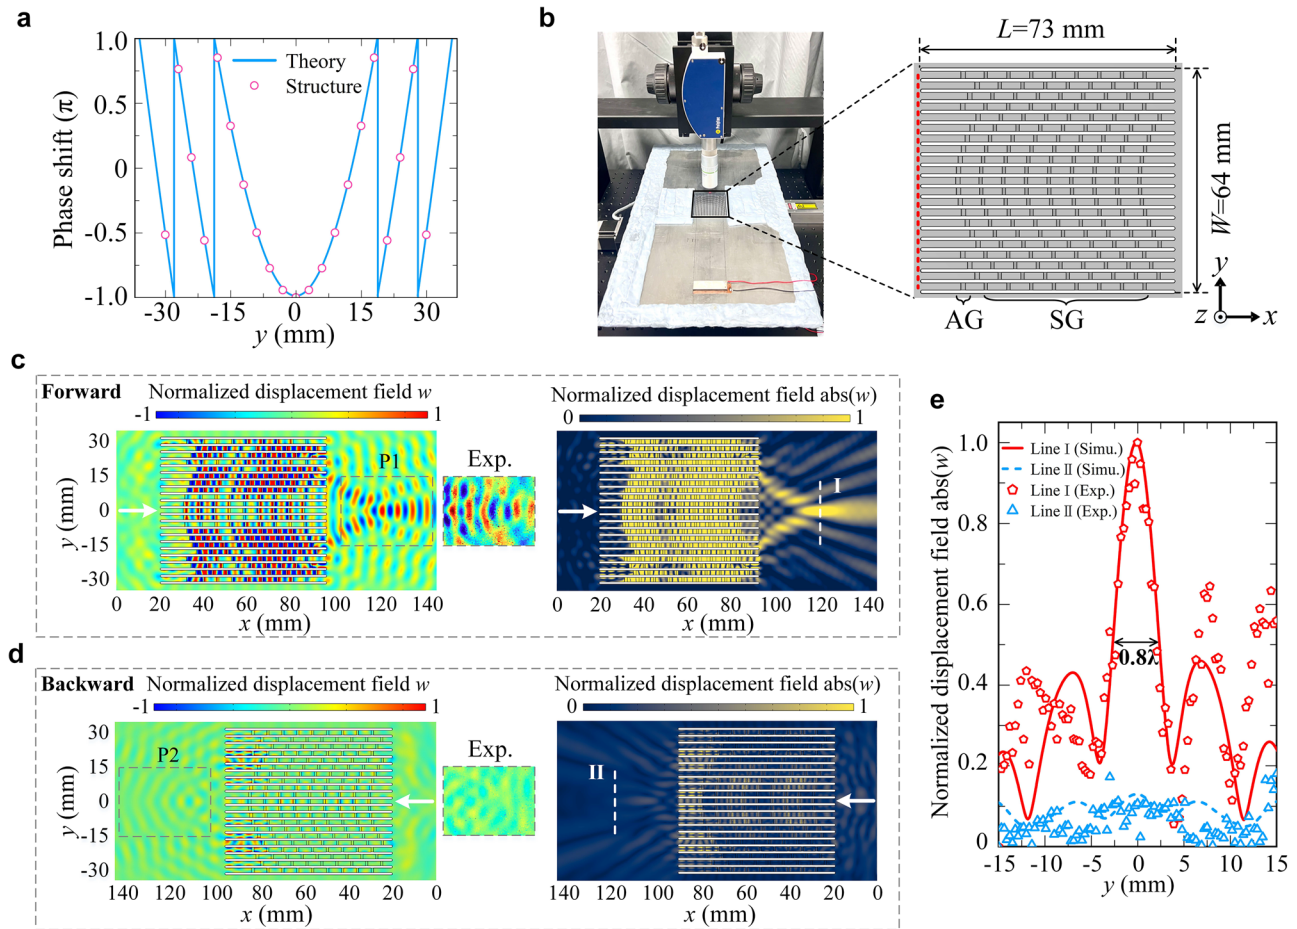 a
1.0
0.5
0
-0.5
-1.0
Phase shift (π)
Theory
Structure
-30
-15
0
15
30
y (mm)
b
L=73 mm
W=64 mm
AG
SG
y
z
x
c
Forward
Normalized displacement field w
-1
1
30
15
0
-15
-30
y (mm)
P1
Exp.
0
20
40
60
80
100
120
140
x (mm)
Normalized displacement field abs(w)
0
1
I
0
20
40
60
80
100
120
140
x (mm)
d
Backward
Normalized displacement field w
-1
1
30
15
0
-15
-30
y (mm)
P2
Exp.
140
120
100
80
60
40
20
0
x (mm)
Normalized displacement field abs(w)
0
1
II
140
120
100
80
60
40
20
0
x (mm)
e
Normalized displacement field abs(w)
1.0
0.8
0.6
0.4
0.2
0
Line I (Simu.)
Line II (Simu.)
Line I (Exp.)
Line II (Exp.)
0.8λ
-15
-10
-5
0
5
10
15
y (mm)